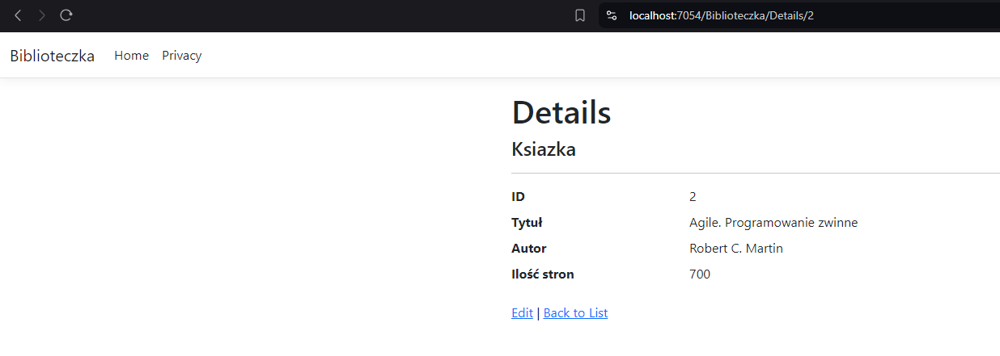 localhost:7054/Biblioteczka/Details/2
Biblioteczka Home Privacy
Details
Ksiazka
ID 2
Tytuł Agile. Programowanie zwinne
Autor Robert C. Martin
Ilość stron 700
Edit | Back to List